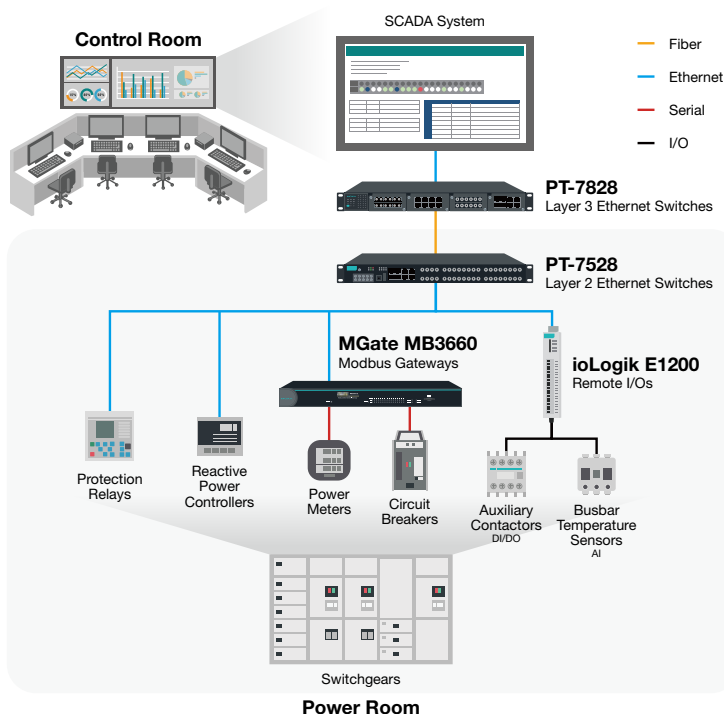 SCADA System
Control Room
Fiber
Ethernet
Serial
I/O
PT-7828
Layer 3 Ethernet Switches
PT-7528
Layer 2 Ethernet Switches
MGate MB3660
Modbus Gateways
ioLogik E1200
Remote I/Os
Protection
Relays
Reactive
Power
Controllers
Power
Meters
Circuit
Breakers
Auxiliary
Contactors
DI/DO
Busbar
Temperature
Sensors
AI
Switchgears
Power Room